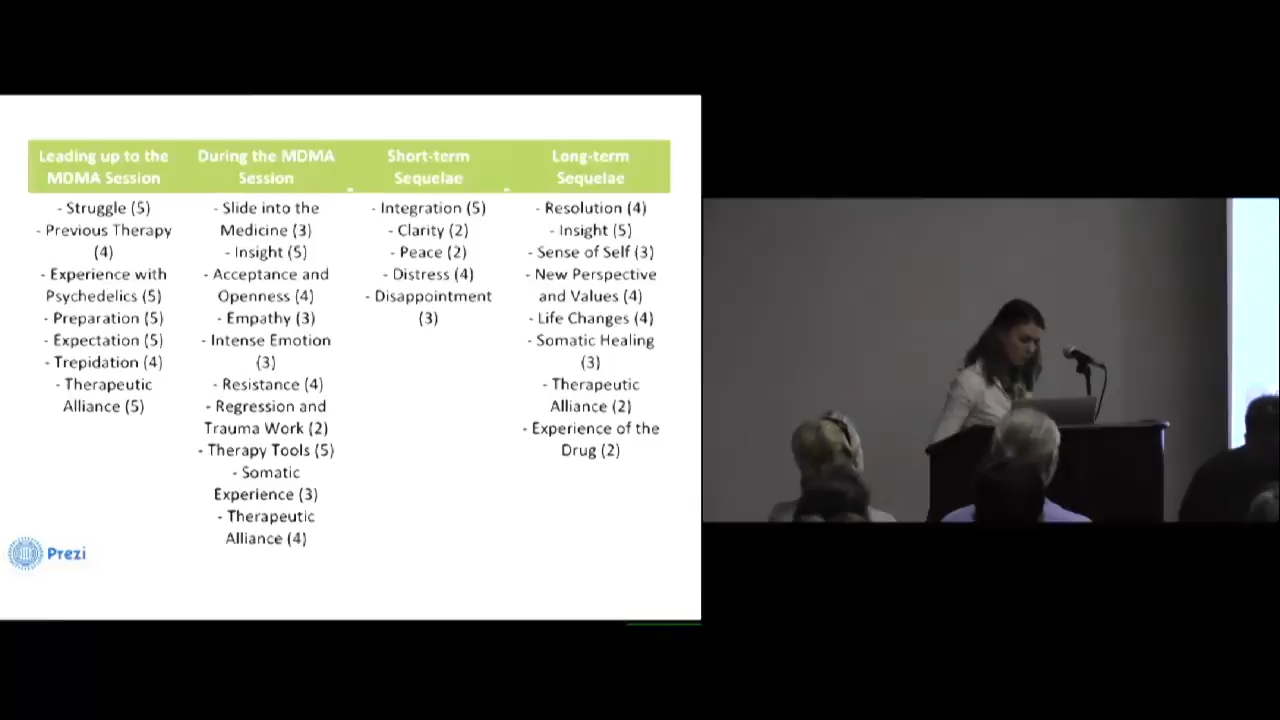 Leading up to the
MDMA Session
- Struggle (5)
- Previous Therapy
(4)
- Experience with
Psychedelics (5)
- Preparation (5)
- Expectation (5)
- Trepidation (4)
- Therapeutic
Alliance (5)
During the MDMA
Session
- Slide into the
Medicine (3)
- Insight (5)
- Acceptance and
Openness (4)
- Empathy (3)
- Intense Emotion
(3)
- Resistance (4)
- Regression and
Trauma Work (2)
- Therapy Tools (5)
- Somatic
Experience (3)
- Therapeutic
Alliance (4)
Short-term
Sequelae
- Integration (5)
- Clarity (2)
- Peace (2)
- Distress (4)
- Disappointment
(3)
Long-term
Sequelae
- Resolution (4)
- Insight (5)
- Sense of Self (3)
- New Perspective
and Values (4)
- Life Changes (4)
- Somatic Healing
(3)
- Therapeutic
Alliance (2)
- Experience of the
Drug (2)
Prezi